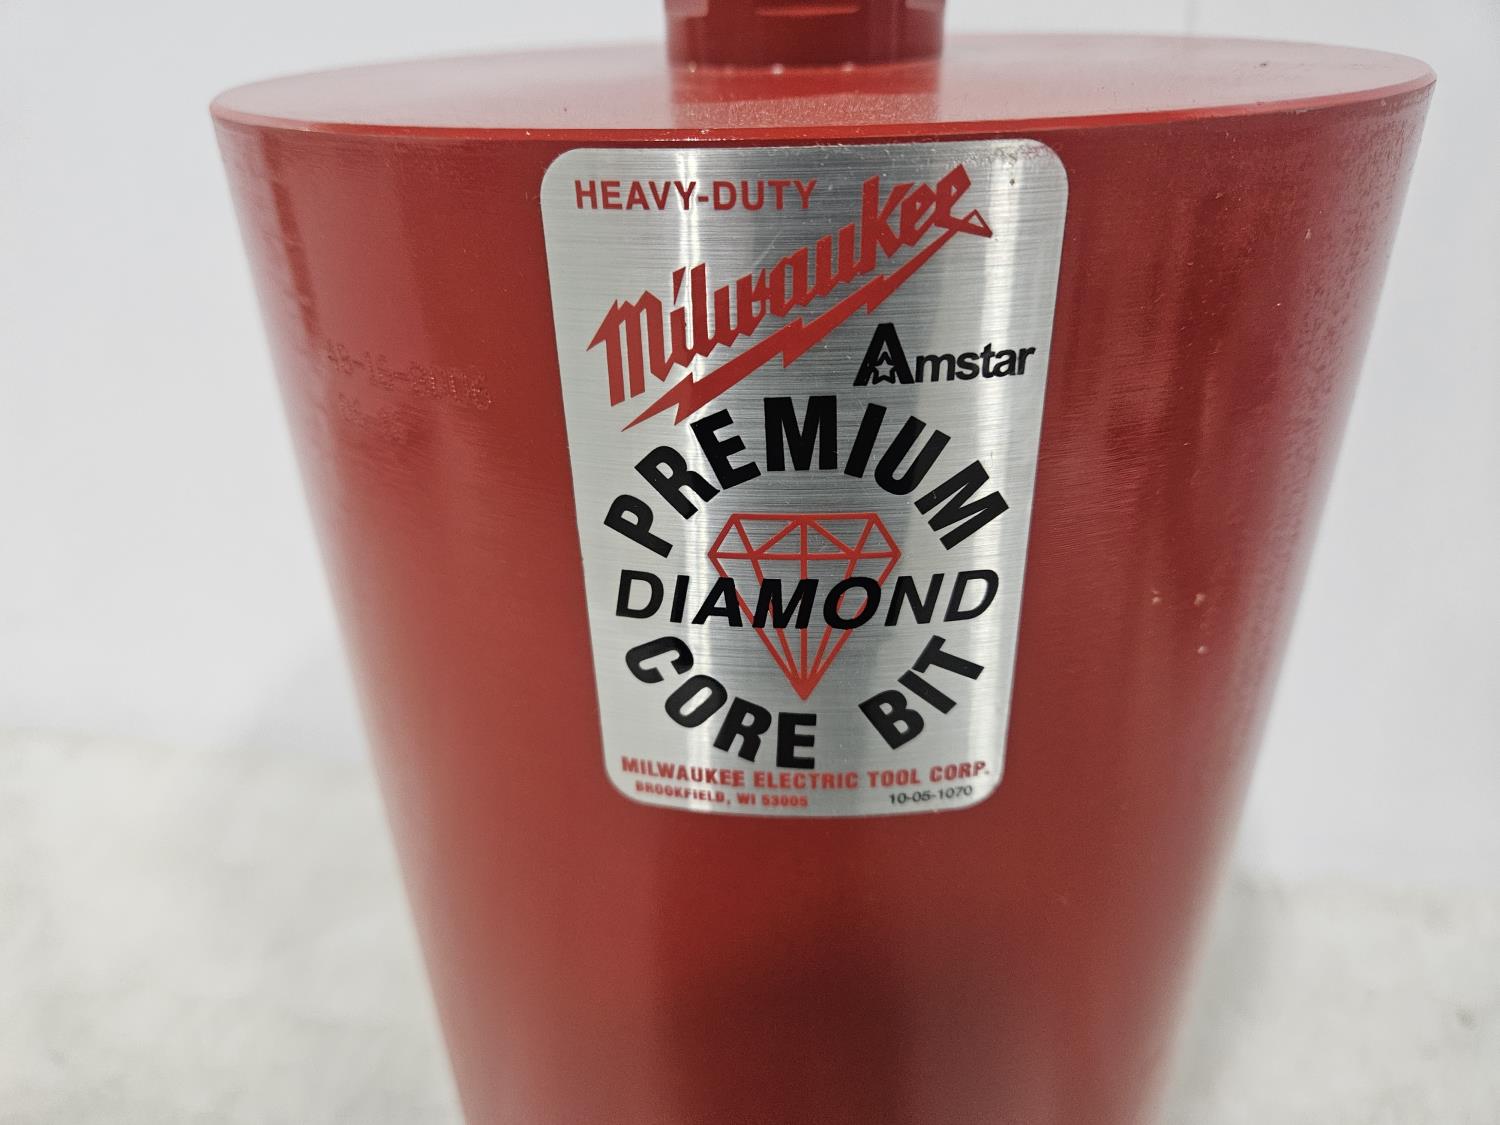 HEAVY-DUTY
Milwaukee
Amstar
PREMIUM
DIAMOND
CORE BIT
MILWAUKEE ELECTRIC TOOL CORP.
BROOKFIELD, WI 53005 10-05-1070